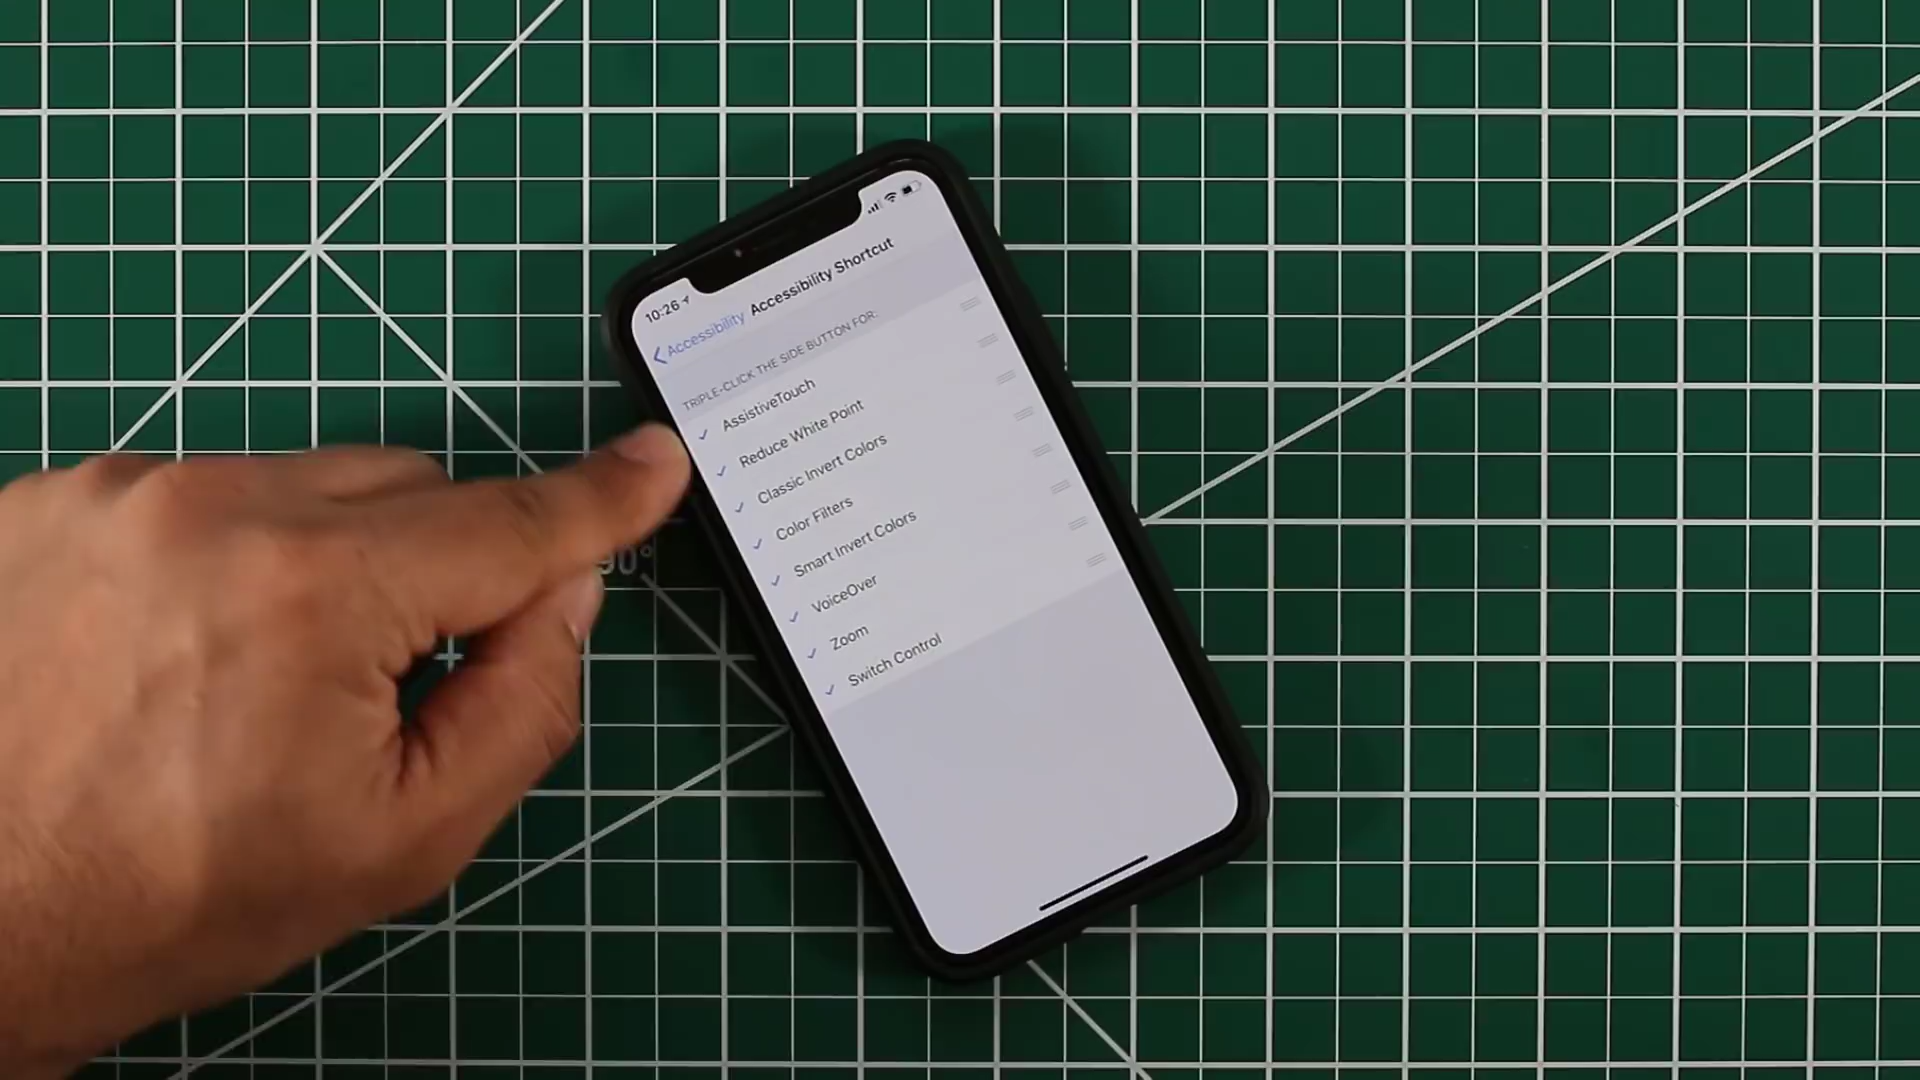 10:26
Accessibility Accessibility Shortcut
TRIPLE-CLICK THE SIDE BUTTON FOR:
AssistiveTouch
Reduce White Point
Classic Invert Colors
Color Filters
Smart Invert Colors
VoiceOver
Zoom
Switch Control
90°